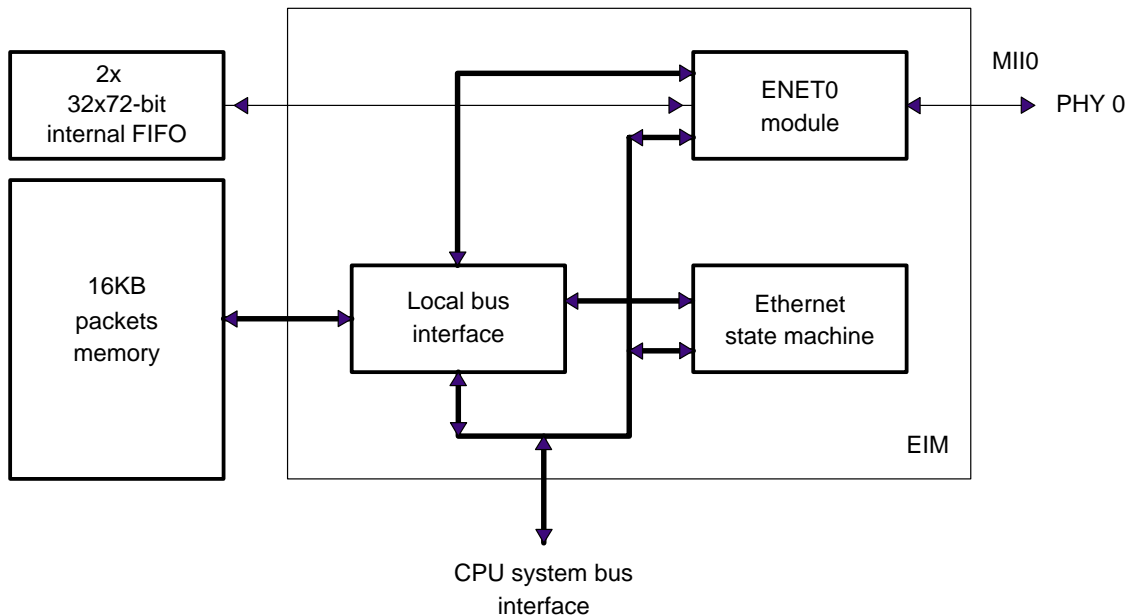 2x
32x72-bit
internal FIFO
16KB
packets
memory
ENET0
module
MII0
PHY 0
Local bus
interface
Ethernet
state machine
EIM
CPU system bus
interface